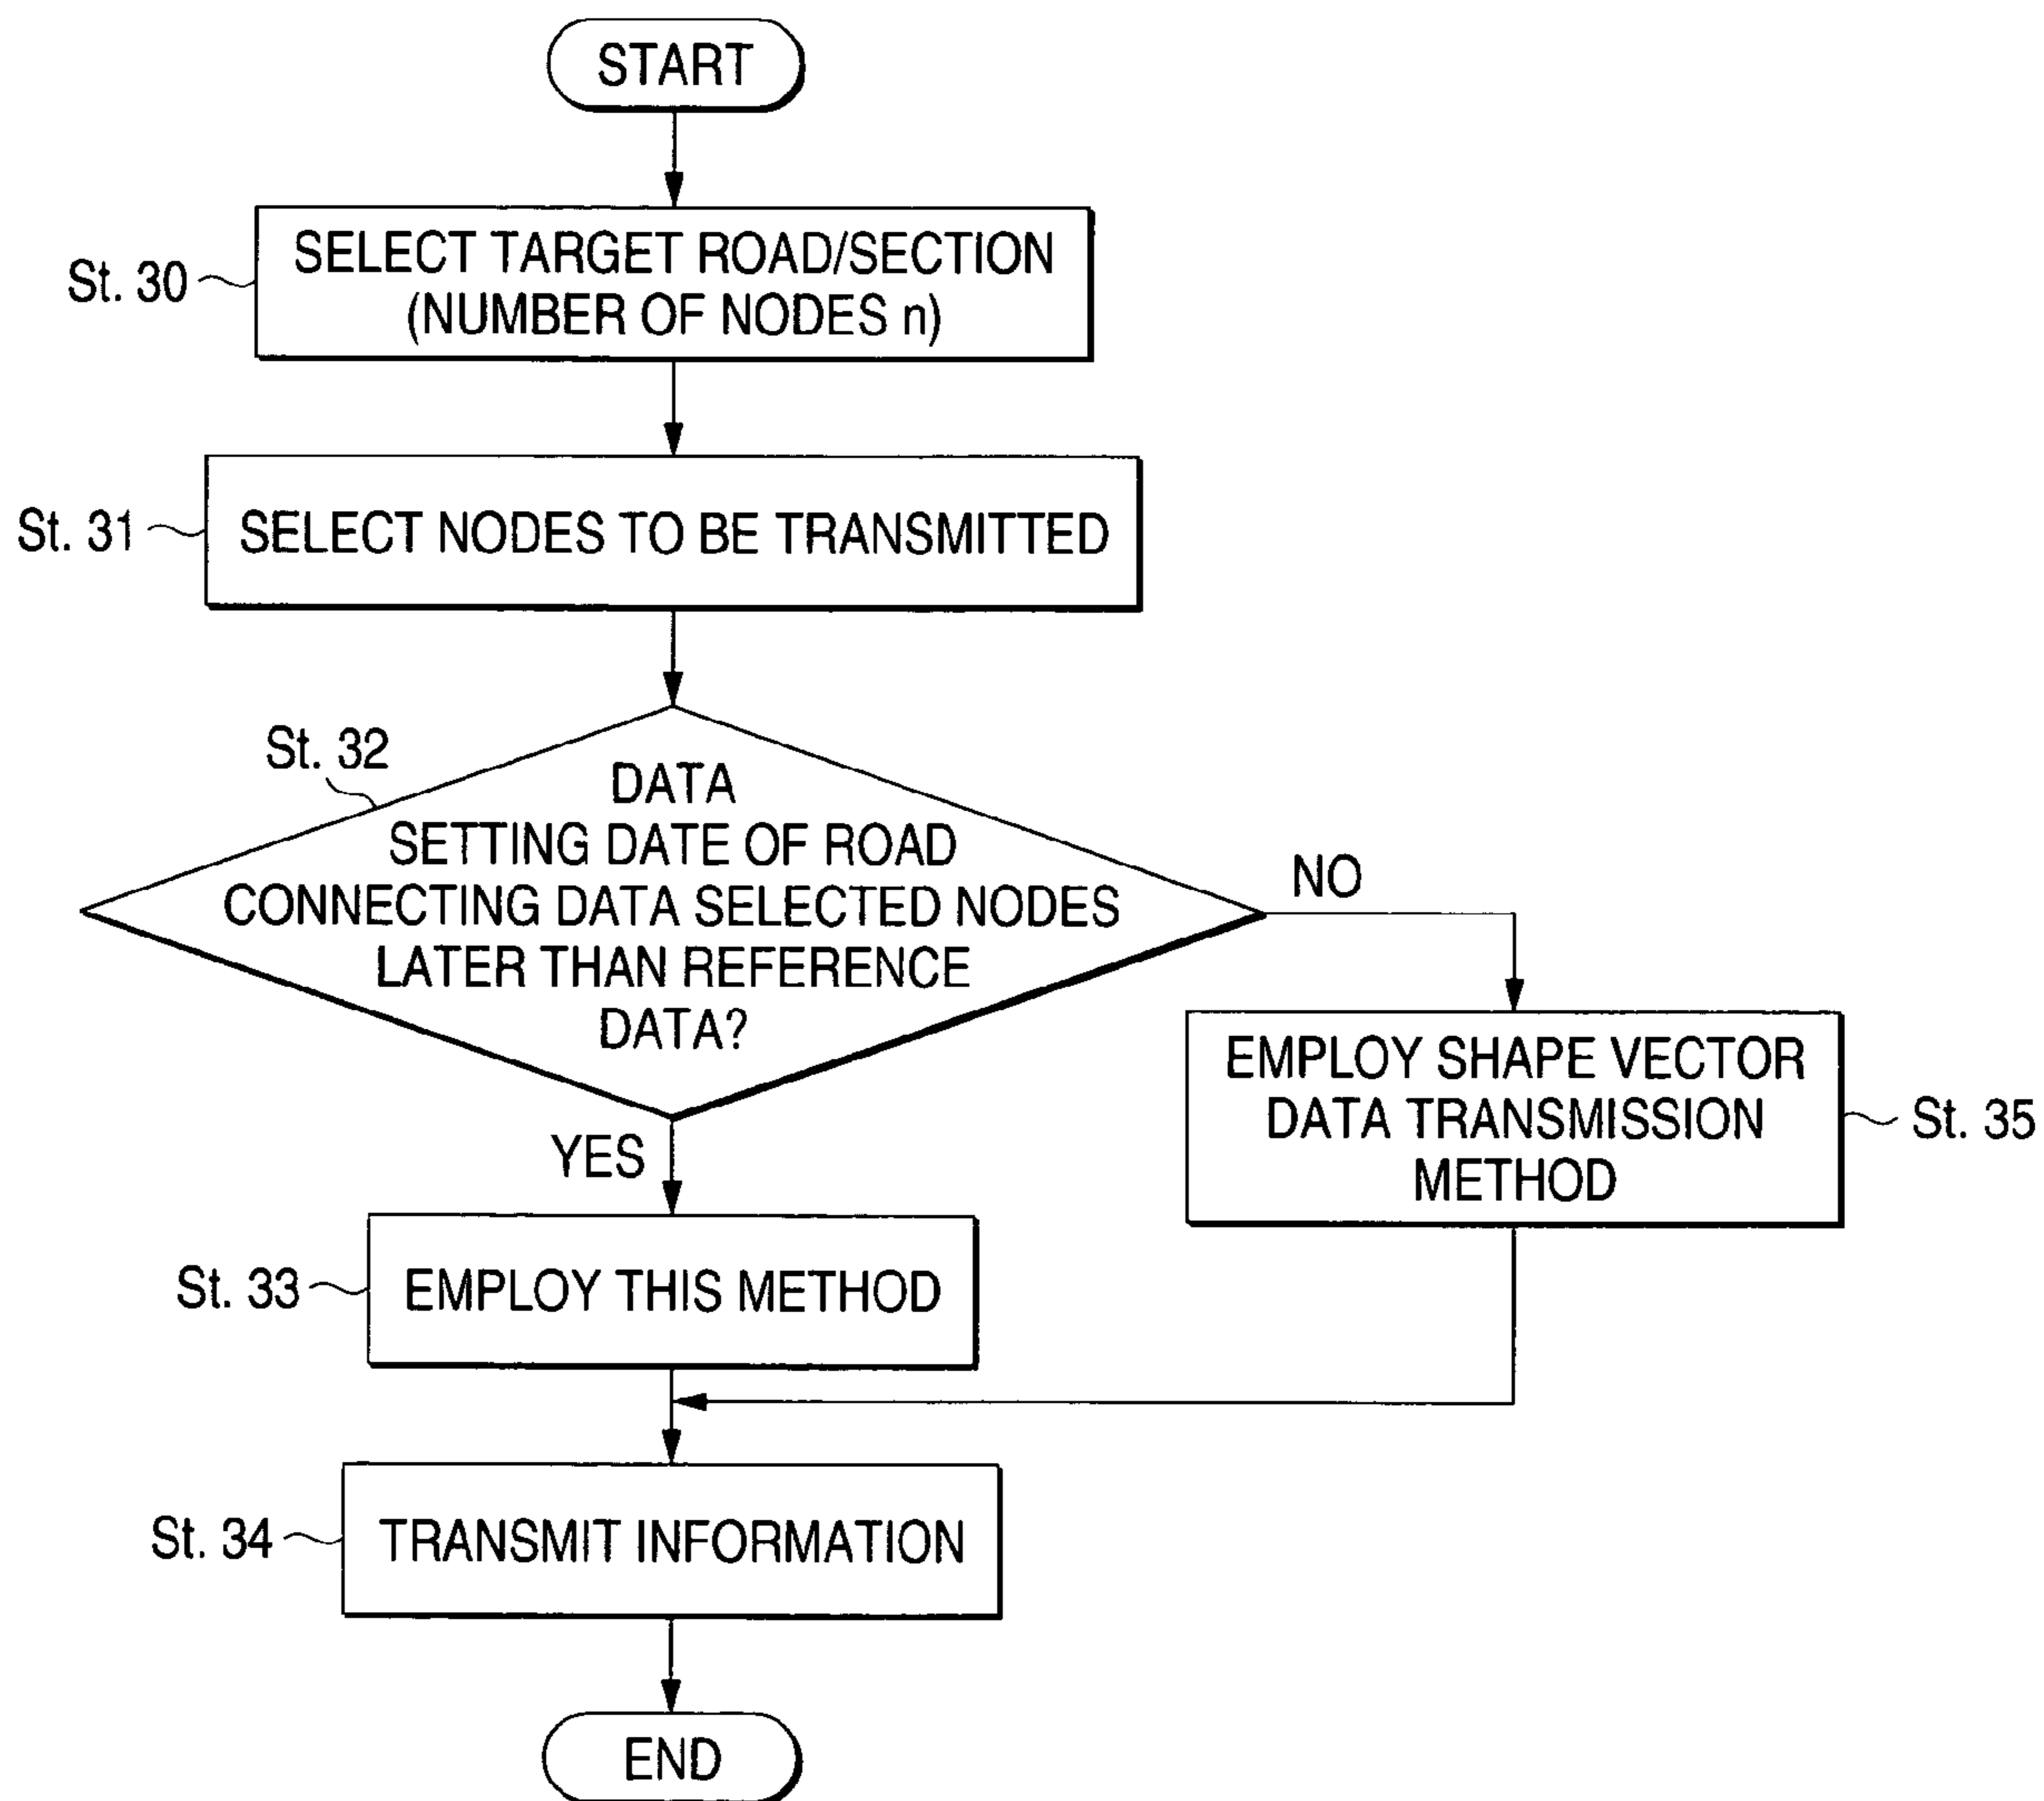 START
St. 30
SELECT TARGET ROAD/SECTION
(NUMBER OF NODES n)
St. 31
SELECT NODES TO BE TRANSMITTED
St. 32
DATA
SETTING DATE OF ROAD
CONNECTING DATA SELECTED NODES
LATER THAN REFERENCE
DATA?
NO
YES
EMPLOY SHAPE VECTOR
DATA TRANSMISSION
METHOD
St. 35
St. 33
EMPLOY THIS METHOD
St. 34
TRANSMIT INFORMATION
END